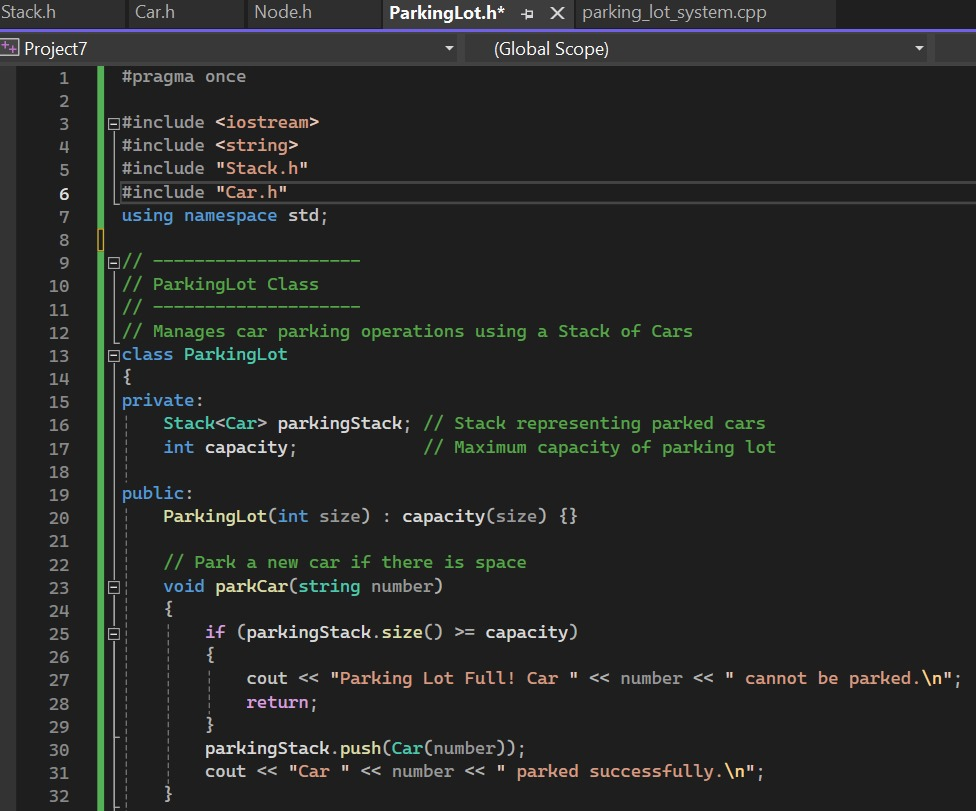 Stack.h Car.h Node.h ParkingLot.h* parking_lot_system.cpp
Project7 (Global Scope)
1 #pragma once
2
3 #include <iostream>
4 #include <string>
5 #include "Stack.h"
6 #include "Car.h"
7 using namespace std;
8
9 // --------------------
10 // ParkingLot Class
11 // --------------------
12 // Manages car parking operations using a Stack of Cars
13 class ParkingLot
14 {
15 private:
16     Stack<Car> parkingStack; // Stack representing parked cars
17     int capacity;            // Maximum capacity of parking lot
18
19 public:
20     ParkingLot(int size) : capacity(size) {}
21
22     // Park a new car if there is space
23     void parkCar(string number)
24     {
25         if (parkingStack.size() >= capacity)
26         {
27             cout << "Parking Lot Full! Car " << number << " cannot be parked.\n";
28             return;
29         }
30         parkingStack.push(Car(number));
31         cout << "Car " << number << " parked successfully.\n";
32     }